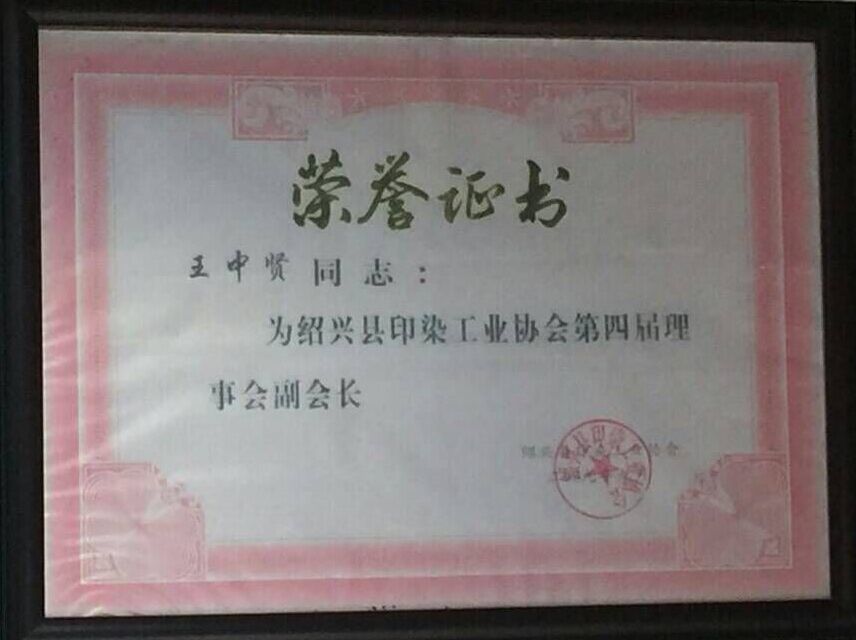 荣誉证书
王中贤同志：
为绍兴县印染工业协会第四届理
事会副会长